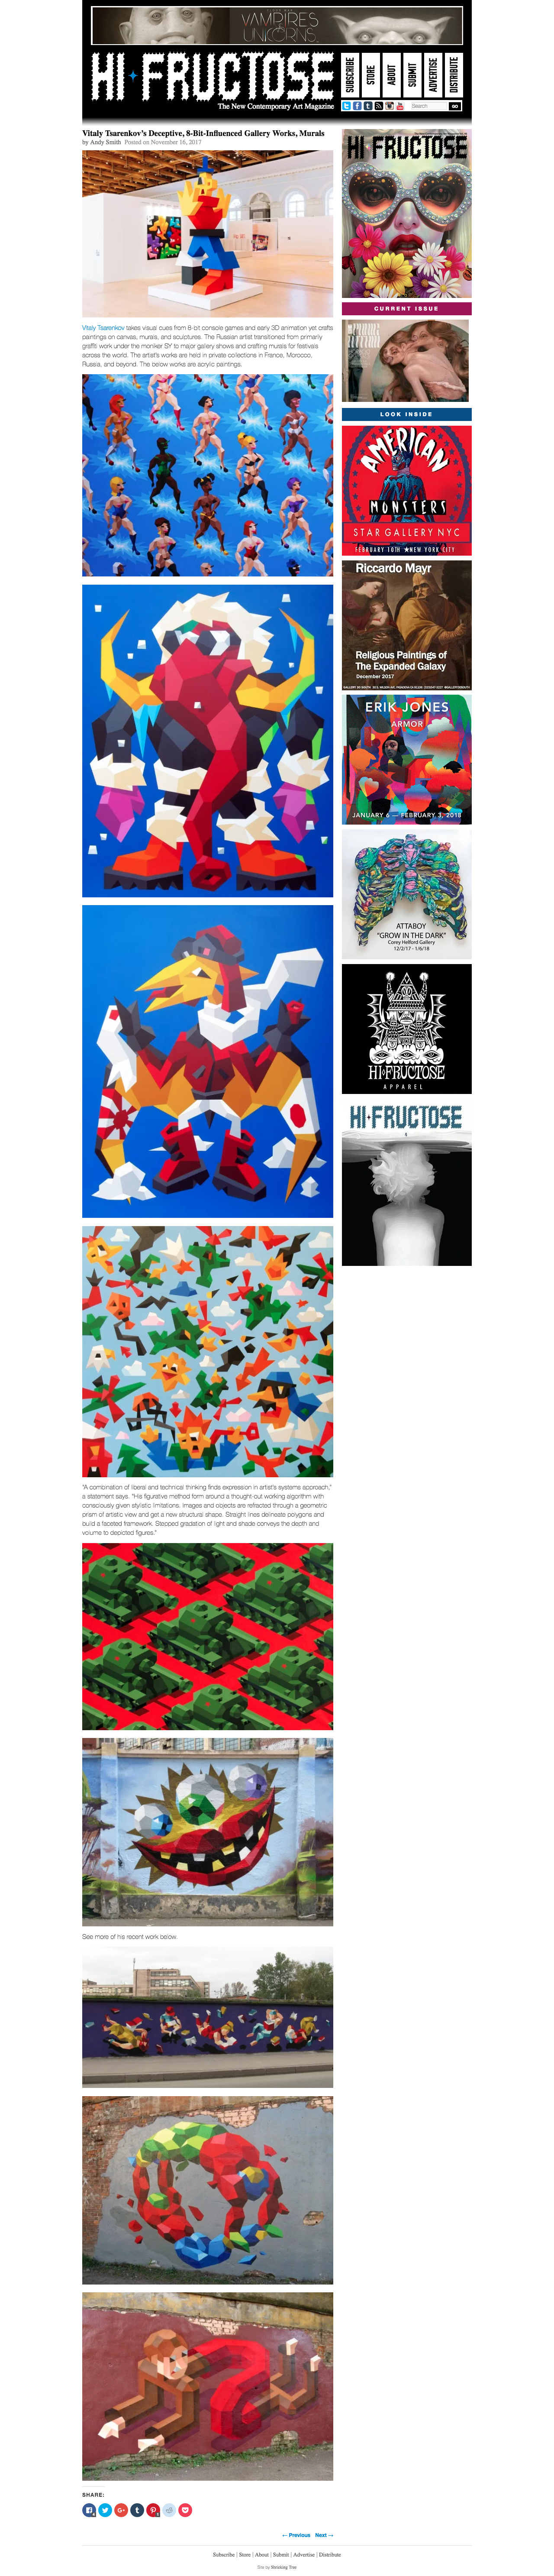 VAMPIRES
UNICORNS
HI FRUCTOSE
The New Contemporary Art Magazine
SUBSCRIBE
STORE
ABOUT
SUBMIT
ADVERTISE
DISTRIBUTE
Search
GO
Vitaly Tsarenkov's Deceptive, 8-Bit-Influenced Gallery Works, Murals
by Andy Smith Posted on November 16, 2017
Vitaly Tsarenkov takes visual cues from 8-bit console games and early 3D animation yet crafts
paintings on canvas, murals, and sculptures. The Russian artist transitioned from primarily
graffiti work under the moniker SY to major gallery shows and crafting murals for festivals
across the world. The artist's works are held in private collections in France, Morocco,
Russia, and beyond. The below works are acrylic paintings.
"A combination of liberal and technical thinking finds expression in artist's systems approach,"
a statement says. "His figurative method form around a thought-out working algorithm with
consciously given stylistic limitations. Images and objects are refracted through a geometric
prism of artistic view and get a new structural shape. Straight lines delineate polygons and
build a faceted framework. Stepped gradation of light and shade conveys the depth and
volume to depicted figures."
See more of his recent work below.
SHARE:
← Previous Next →
HI FRUCTOSE
CURRENT ISSUE
LOOK INSIDE
AMERICAN
MONSTERS
STAR GALLERY NYC
FEBRUARY 10TH ★ NEW YORK CITY
Riccardo Mayr
Religious Paintings of
The Expanded Galaxy
December 2017
ERIK JONES
ARMOR
JANUARY 6 — FEBRUARY 3, 2018
ATTABOY
"GROW IN THE DARK"
Corey Helford Gallery
12/2/17 - 1/6/18
HI FRUCTOSE
APPAREL
HI FRUCTOSE
Subscribe | Store | About | Submit | Advertise | Distribute
Site by Shrinking Test